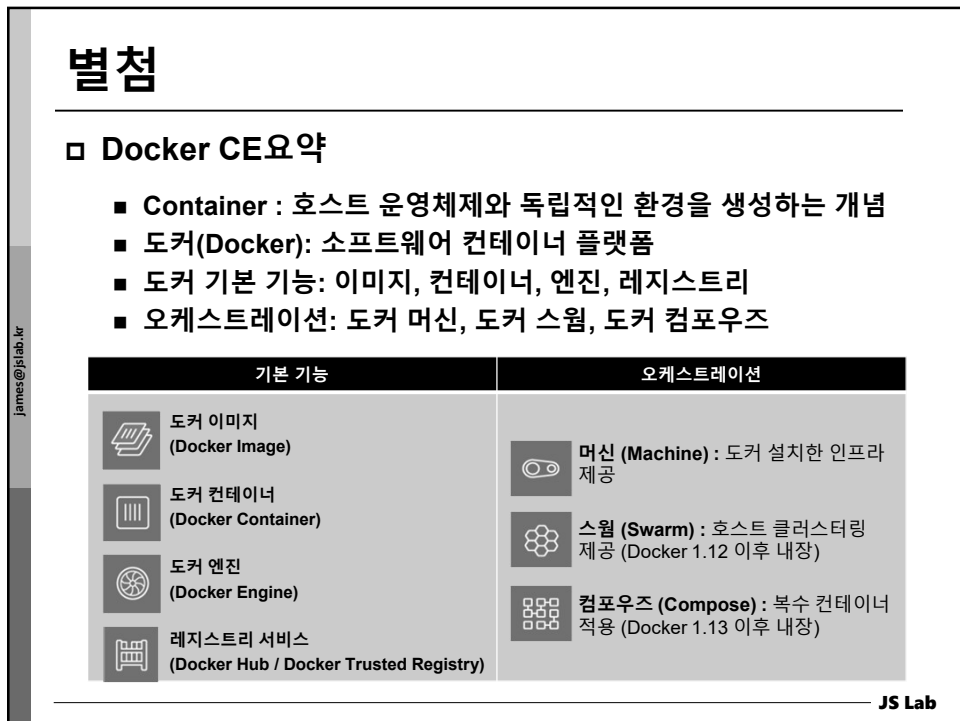 별첨
Docker CE요약
Container : 호스트 운영체제와 독립적인 환경을 생성하는 개념
도커(Docker): 소프트웨어 컨테이너 플랫폼
도커 기본 기능: 이미지, 컨테이너, 엔진, 레지스트리
오케스트레이션: 도커 머신, 도커 스웜, 도커 컴포우즈
james@jslab.kr
기본 기능
도커 이미지
(Docker Image)
도커 컨테이너
(Docker Container)
도커 엔진
(Docker Engine)
레지스트리 서비스
(Docker Hub / Docker Trusted Registry)
오케스트레이션
머신 (Machine) : 도커 설치한 인프라
제공
스웜 (Swarm) : 호스트 클러스터링
제공 (Docker 1.12 이후 내장)
컴포우즈 (Compose) : 복수 컨테이너
적용 (Docker 1.13 이후 내장)
JS Lab